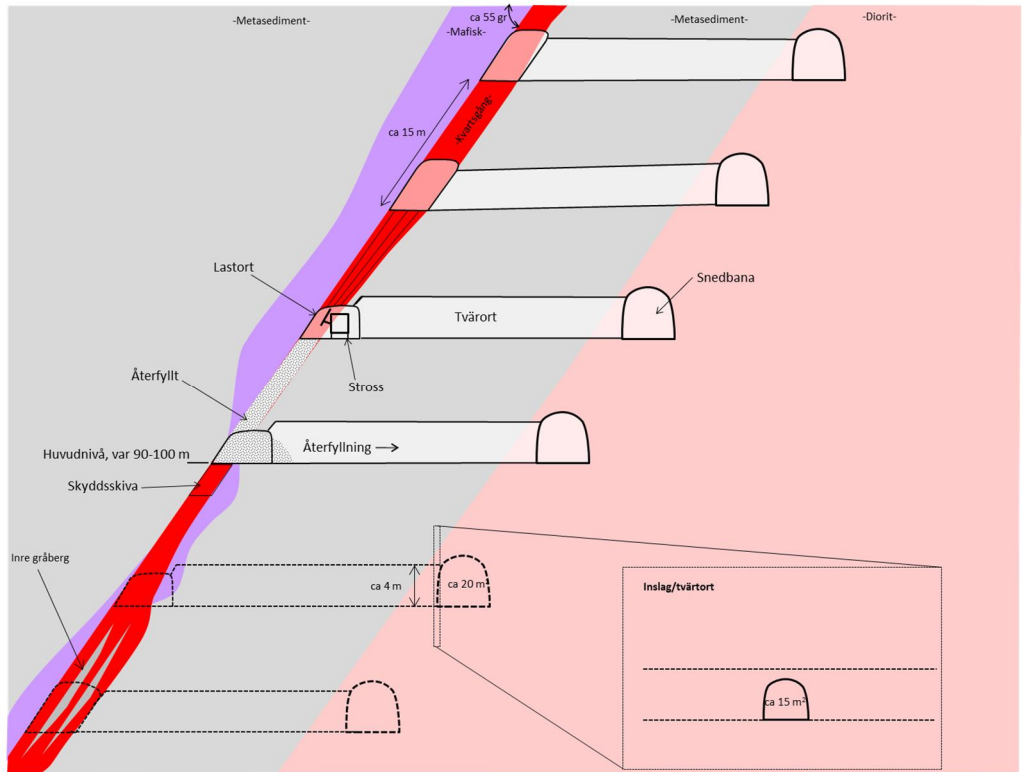 -Metasediment-
ca 55 gr
-Mafisk-
-Metasediment-
-Diorit-
-Kvartsgång-
ca 15 m
Lastort
Snedbana
Tvärort
Återfyllt
Stross
Återfyllning
Huvudnivå, var 90-100 m
Skyddsskiva
Inre gråberg
ca 4 m
ca 20 m
Inslag/tvärtort
ca 15 m²